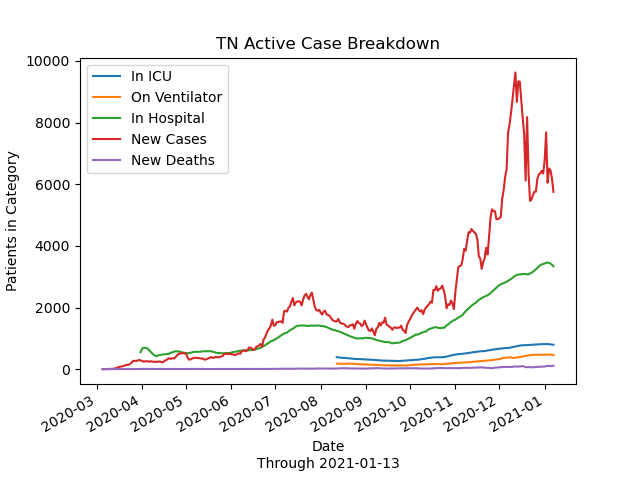 TN Active Case Breakdown
In ICU
On Ventilator
In Hospital
New Cases
New Deaths
Patients in Category
10000
8000
6000
4000
2000
0
2020-03
2020-04
2020-05
2020-06
2020-07
2020-08
2020-09
2020-10
2020-11
2020-12
2021-01
Date
Through 2021-01-13